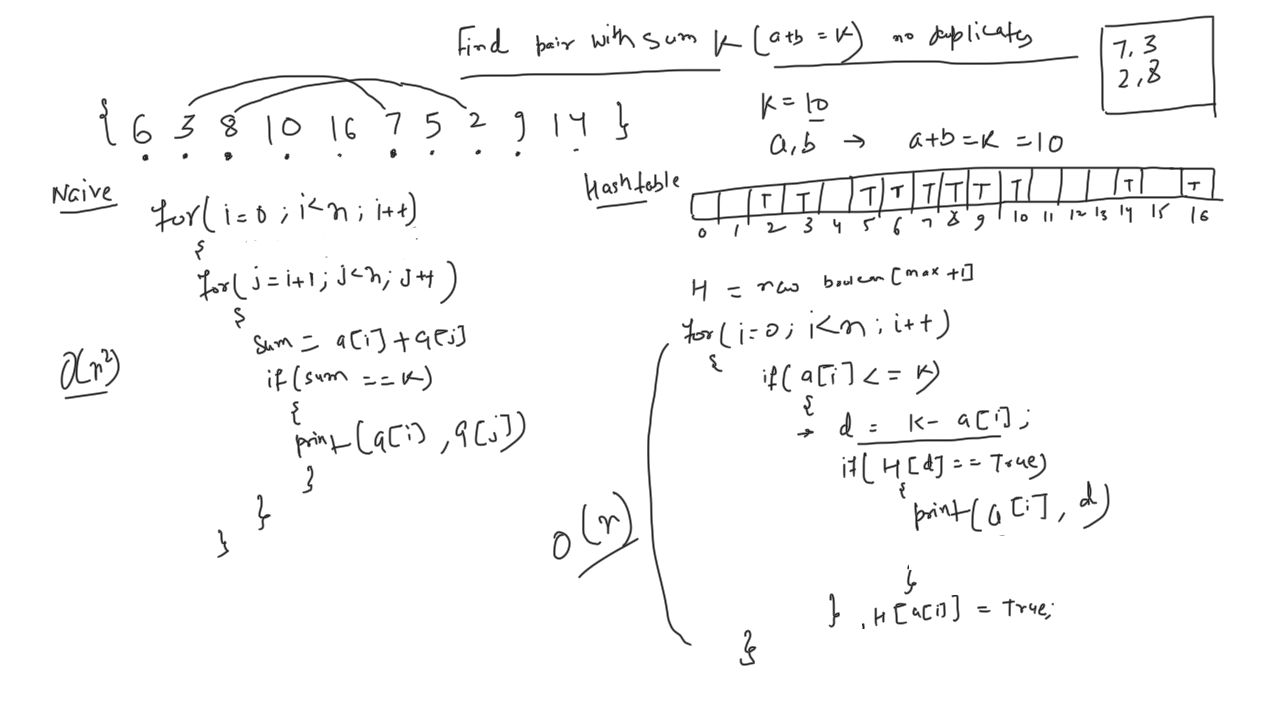 Find pair with sum K (a+b = K) no duplicates
7, 3
2, 8
{ 6 3 8 10 16 7 5 2 9 14 }
K = 10
a, b → a+b = K = 10
Naive
for( i = 0 ; i < n ; i++)
{
for( j = i+1 ; j < n ; j++)
{
sum = a[i] + a[j]
if (sum == K)
{
print (a[i) , a[j])
}
}
}
O(n²)
Hashtable
T T T T T T T T T T
0 1 2 3 4 5 6 7 8 9 10 11 12 13 14 15 16
H = new boolean [max +1]
for( i = 0 ; i < n ; i++)
{
if( a[i] <= K)
{
→ d = K - a[i] ;
if( H[d] == True)
{
print( a[i], d)
}
} , H[a[i]] = True;
}
O(n)